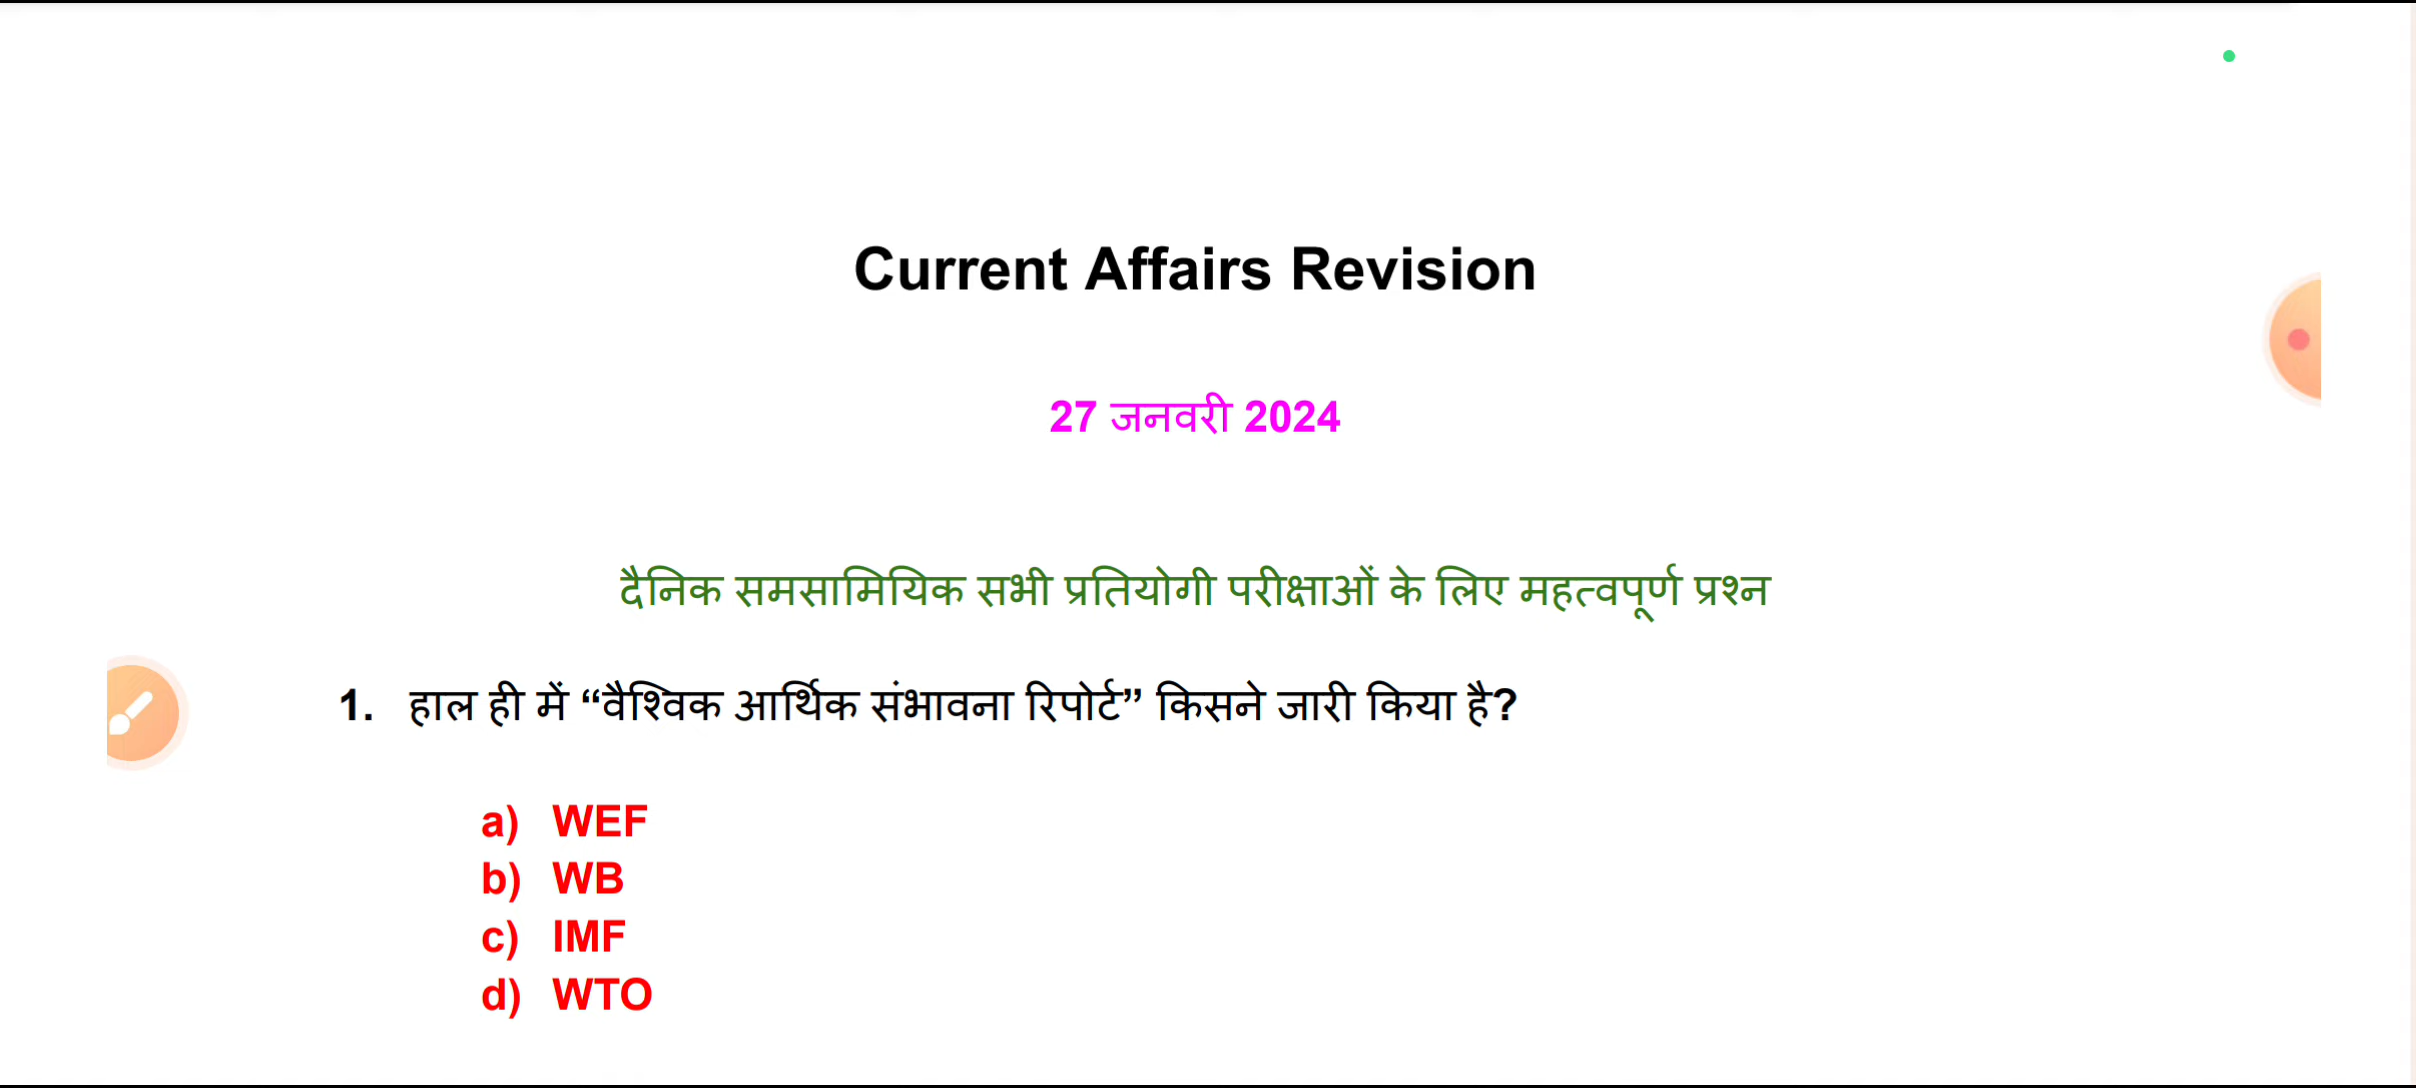 Current Affairs Revision
27 जनवरी 2024
दैनिक समसामियिक सभी प्रतियोगी परीक्षाओं के लिए महत्वपूर्ण प्रश्न
1. हाल ही में “वैश्विक आर्थिक संभावना रिपोर्ट” किसने जारी किया है?
a) WEF
b) WB
c) IMF
d) WTO